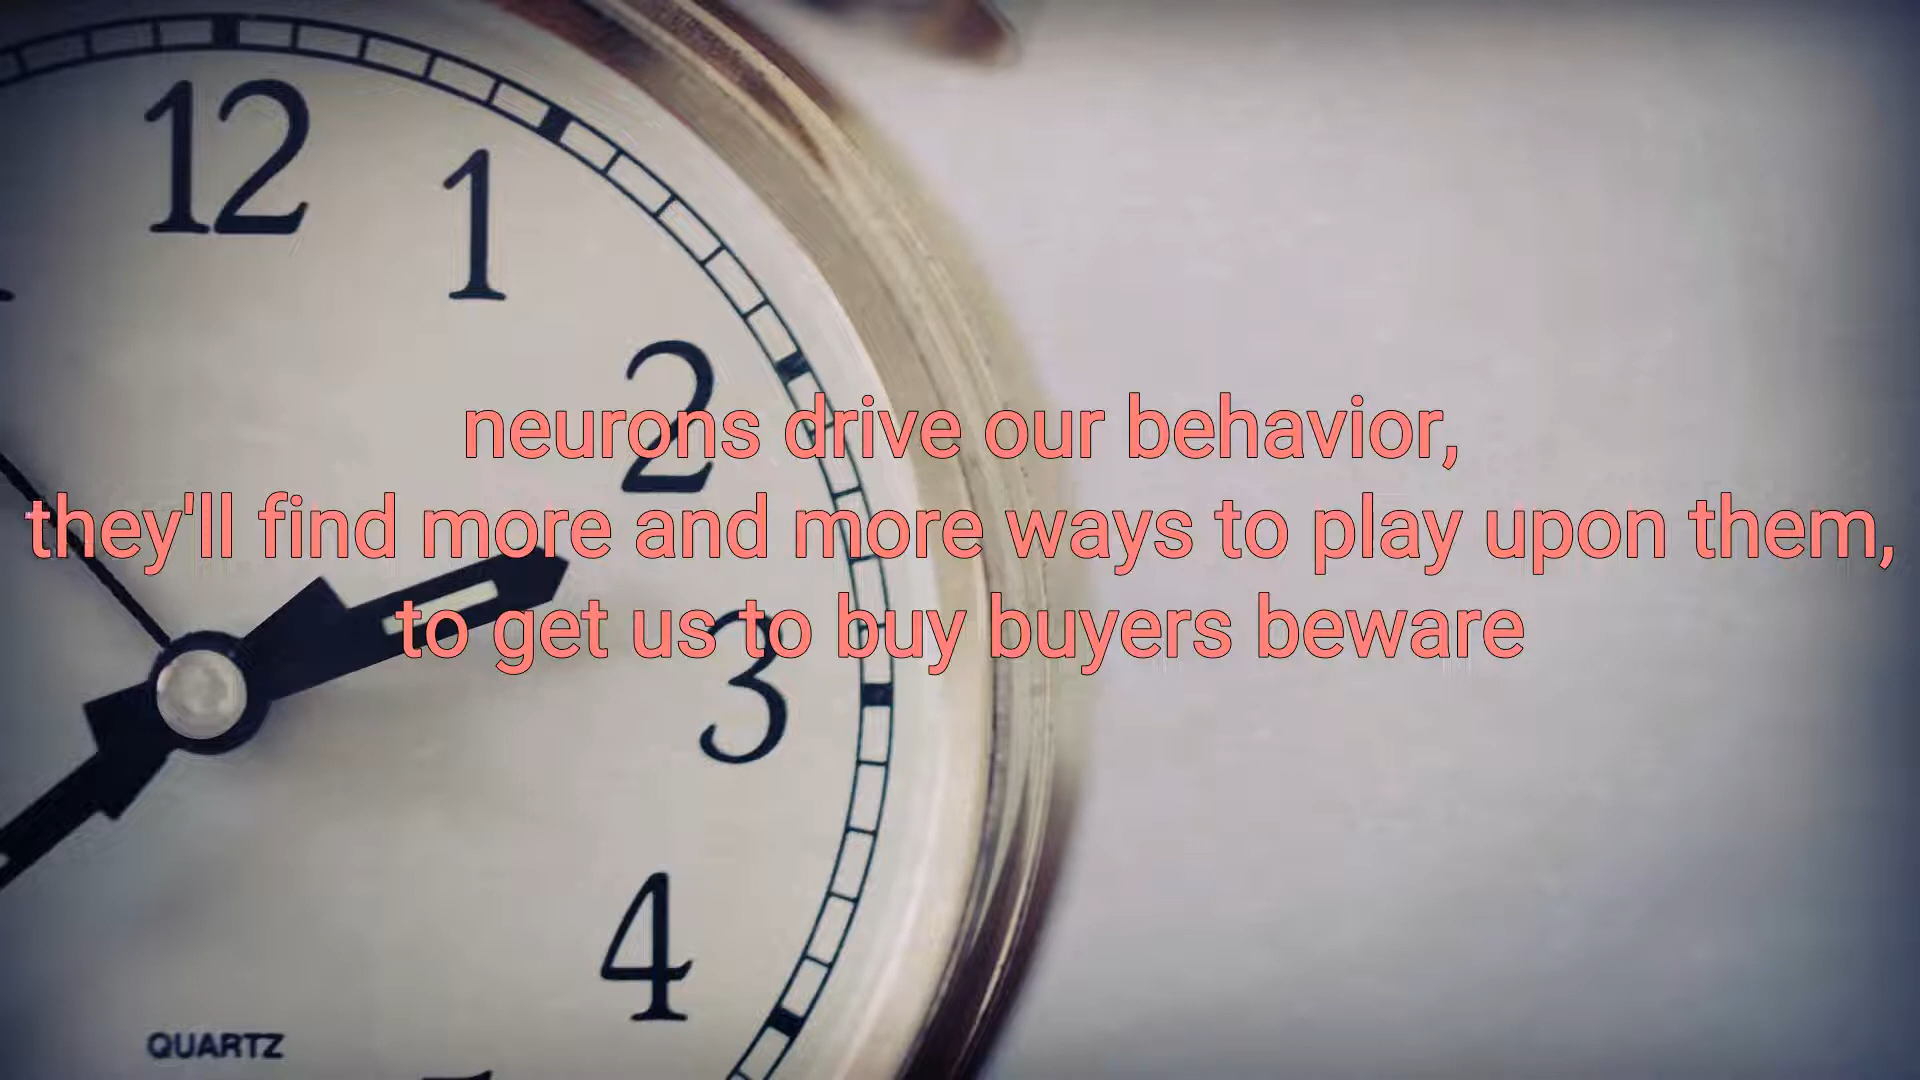 12
1
2
neurons drive our behavior,
they'll find more and more ways to play upon them,
to get us to buy buyers beware
3
4
QUARTZ